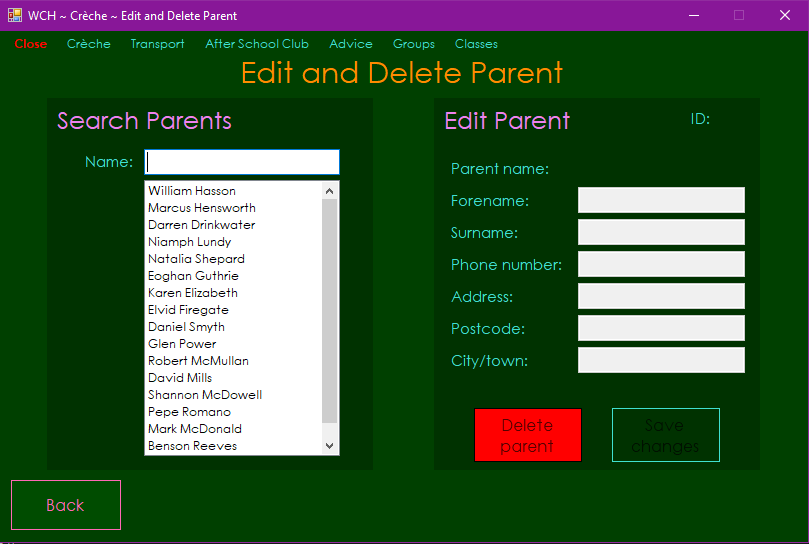 WCH ~ Crèche ~ Edit and Delete Parent
Close Crèche Transport After School Club Advice Groups Classes
Edit and Delete Parent
Search Parents
Name:
William Hasson
Marcus Hensworth
Darren Drinkwater
Niamph Lundy
Natalia Shepard
Eoghan Guthrie
Karen Elizabeth
Elvid Firegate
Daniel Smyth
Glen Power
Robert McMullan
David Mills
Shannon McDowell
Pepe Romano
Mark McDonald
Benson Reeves
Edit Parent
ID:
Parent name:
Forename:
Surname:
Phone number:
Address:
Postcode:
City/town:
Delete
parent
Save
changes
Back